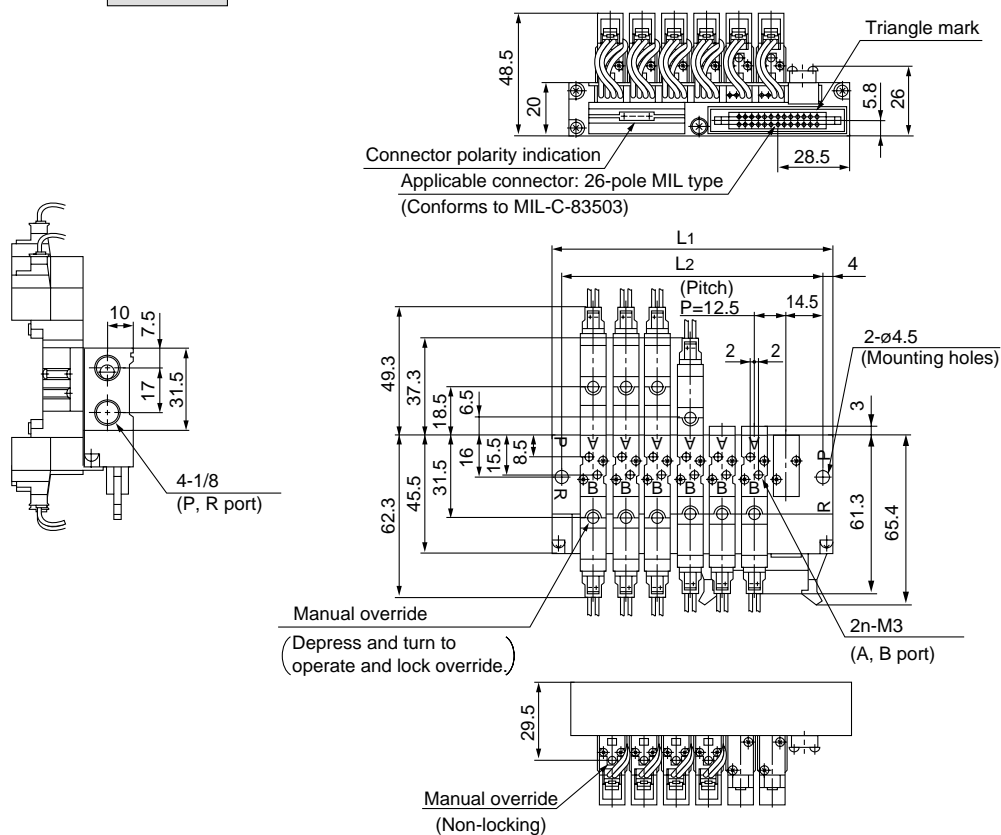 Triangle mark
48.5
20
5.8
26
28.5
Connector polarity indication
Applicable connector: 26-pole MIL type
(Conforms to MIL-C-83503)
L1
L2
4
(Pitch)
P=12.5
14.5
10
7.5
17
31.5
4-1/8
(P, R port)
49.3
37.3
18.5
6.5
2
2
2-ø4.5
(Mounting holes)
3
P
A
A
A
A
A
P
R
B
B
B
B
B
B
R
8.5
15.5
16
31.5
45.5
62.3
61.3
65.4
Manual override
(Depress and turn to
operate and lock override.)
2n-M3
(A, B port)
29.5
Manual override
(Non-locking)